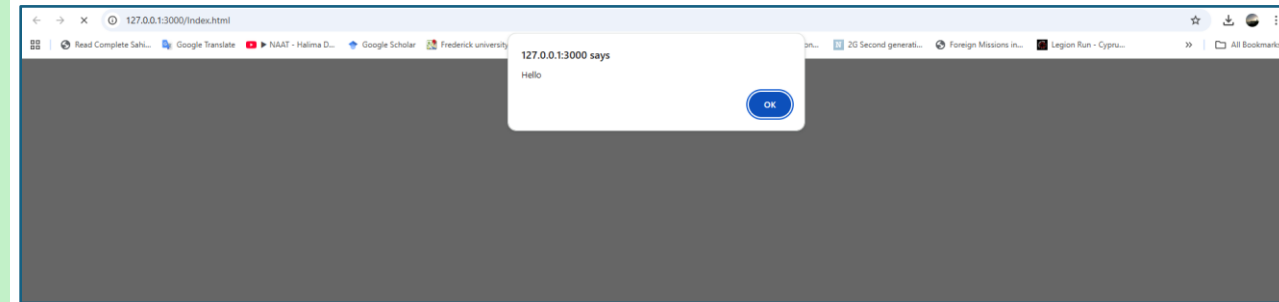 127.0.0.1:3000/Index.html
Read Complete Sahi... Google Translate NAAT - Halima D... Google Scholar Frederick university on... 2G Second generati... Foreign Missions in... Legion Run - Cypru... » All Bookmarks
127.0.0.1:3000 says
Hello
OK